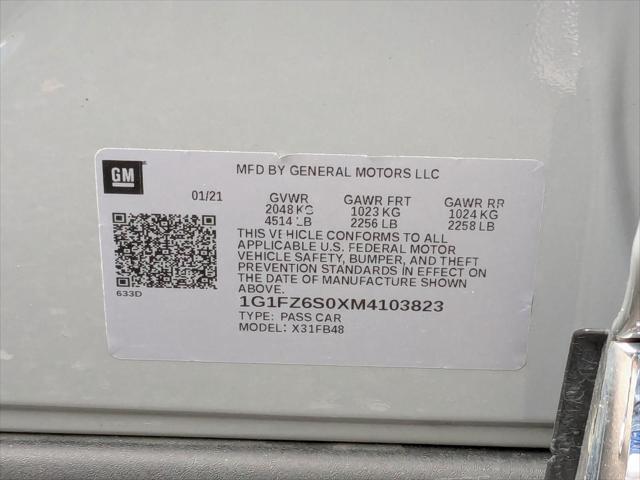 GM
MFD BY GENERAL MOTORS LLC
01/21 GVWR GAWR FRT GAWR RR
2048 KG 1023 KG 1024 KG
4514 LB 2256 LB 2258 LB
THIS VEHICLE CONFORMS TO ALL
APPLICABLE U.S. FEDERAL MOTOR
VEHICLE SAFETY, BUMPER, AND THEFT
PREVENTION STANDARDS IN EFFECT ON
THE DATE OF MANUFACTURE SHOWN
ABOVE.
633D
1G1FZ6S0XM4103823
TYPE: PASS CAR
MODEL: X31FB48